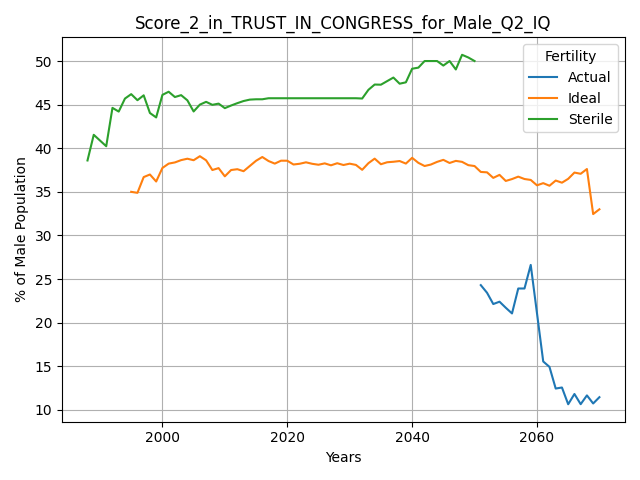 Score_2_in_TRUST_IN_CONGRESS_for_Male_Q2_IQ
% of Male Population
50
45
40
35
30
25
20
15
10
Fertility
Actual
Ideal
Sterile
2000 2020 2040 2060
Years